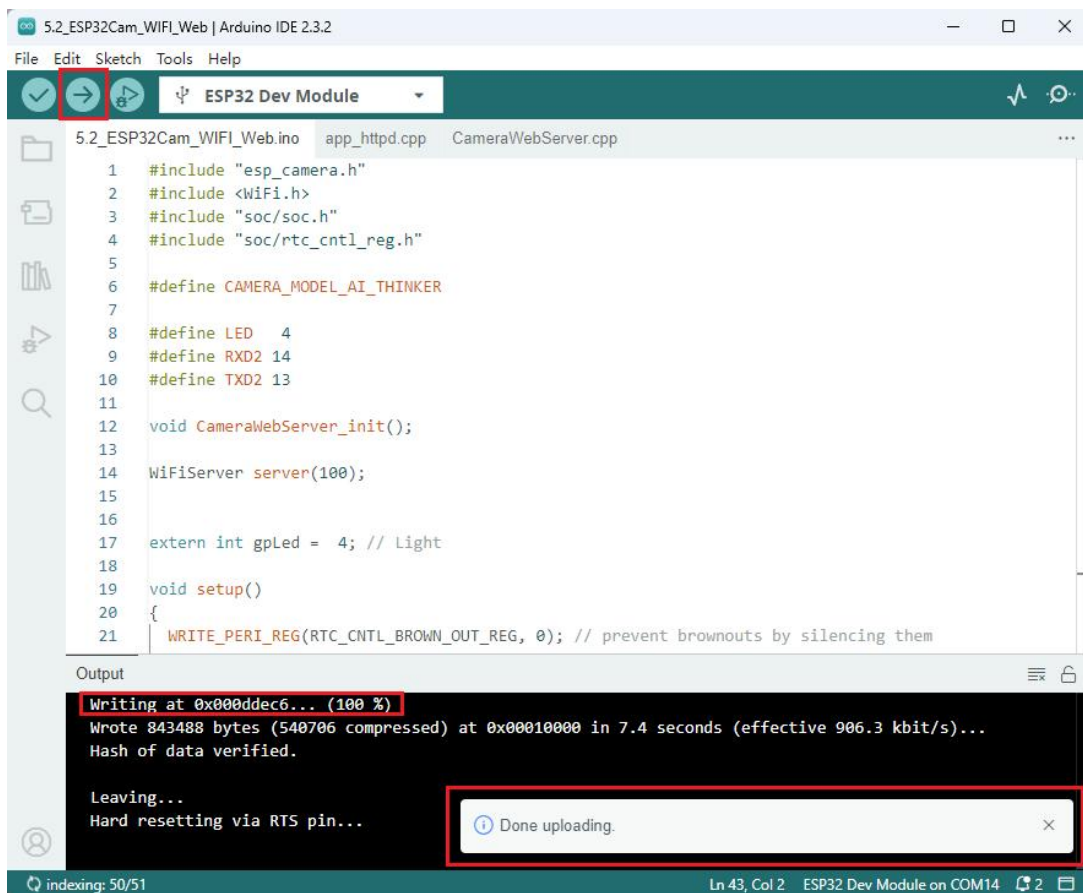 5.2_ESP32Cam_WIFI_Web | Arduino IDE 2.3.2
File Edit Sketch Tools Help
ESP32 Dev Module
5.2_ESP32Cam_WIFI_Web.ino app_httpd.cpp CameraWebServer.cpp ...
1 #include "esp_camera.h"
2 #include <WiFi.h>
3 #include "soc/soc.h"
4 #include "soc/rtc_cntl_reg.h"
5
6 #define CAMERA_MODEL_AI_THINKER
7
8 #define LED   4
9 #define RXD2 14
10 #define TXD2 13
11
12 void CameraWebServer_init();
13
14 WiFiServer server(100);
15
16
17 extern int gpLed =  4; // Light
18
19 void setup()
20 {
21 WRITE_PERI_REG(RTC_CNTL_BROWN_OUT_REG, 0); // prevent brownouts by silencing them
Output
Writing at 0x000ddec6... (100 %)
Wrote 843488 bytes (540706 compressed) at 0x00010000 in 7.4 seconds (effective 906.3 kbit/s)...
Hash of data verified.
Leaving...
Hard resetting via RTS pin...
Done uploading.
indexing: 50/51 Ln 43, Col 2 ESP32 Dev Module on COM14 2